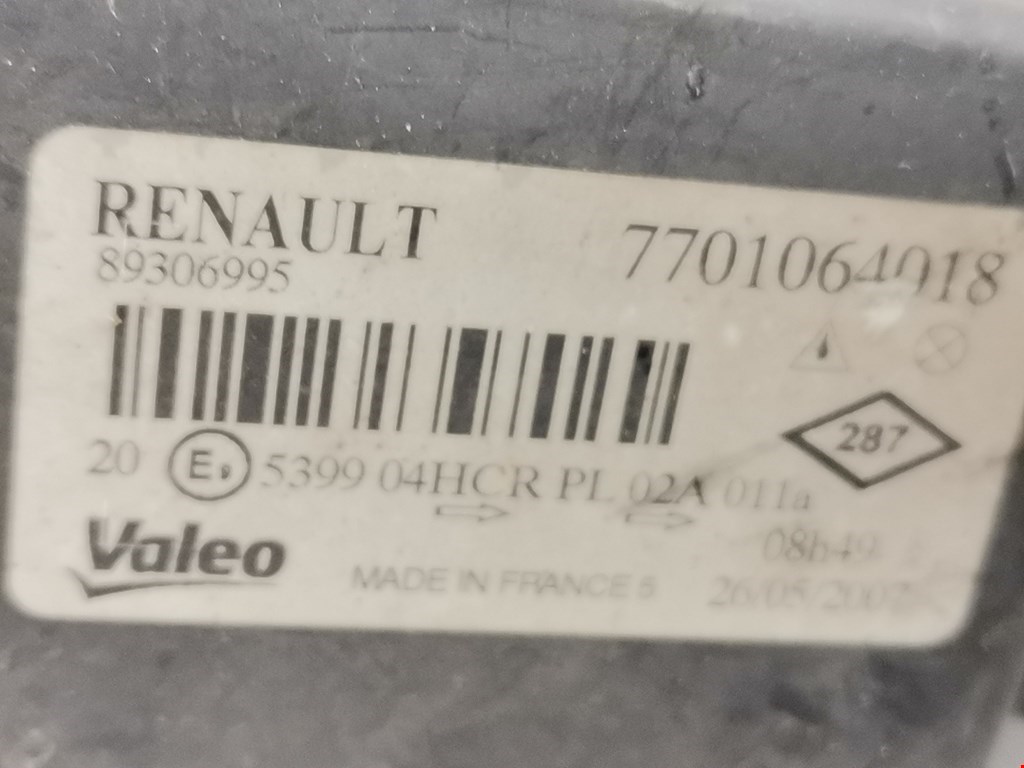 RENAULT 7701064018
89306995
287
20 E9 5399 04HCR PL 02A 011a
08h49
Valeo MADE IN FRANCE 5 26/05/2007